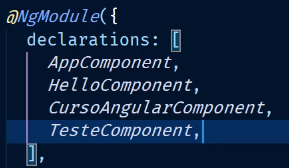 @NgModule({
declarations: [
AppComponent,
HelloComponent,
CursoAngularComponent,
TesteComponent,
],